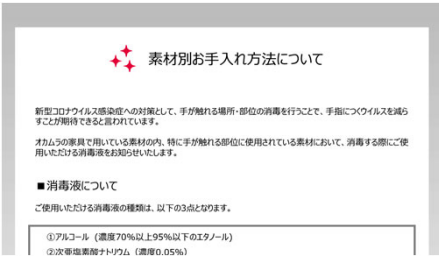 素材別お手入れ方法について
新型コロナウイルス感染症への対策として、手が触れる場所・部位の消毒を行うことで、手指につくウイルスを減ら
すことが期待できると言われています。
オカムラの家具で用いている素材の内、特に手が触れる部位に使用されている素材において、消毒する際にご使
用いただける消毒液をお知らせいたします。
■消毒液について
ご使用いただける消毒液の種類は、以下の3点となります。
①アルコール (濃度70%以上95%以下のエタノール)
②次亜塩素酸ナトリウム（濃度0.05%）